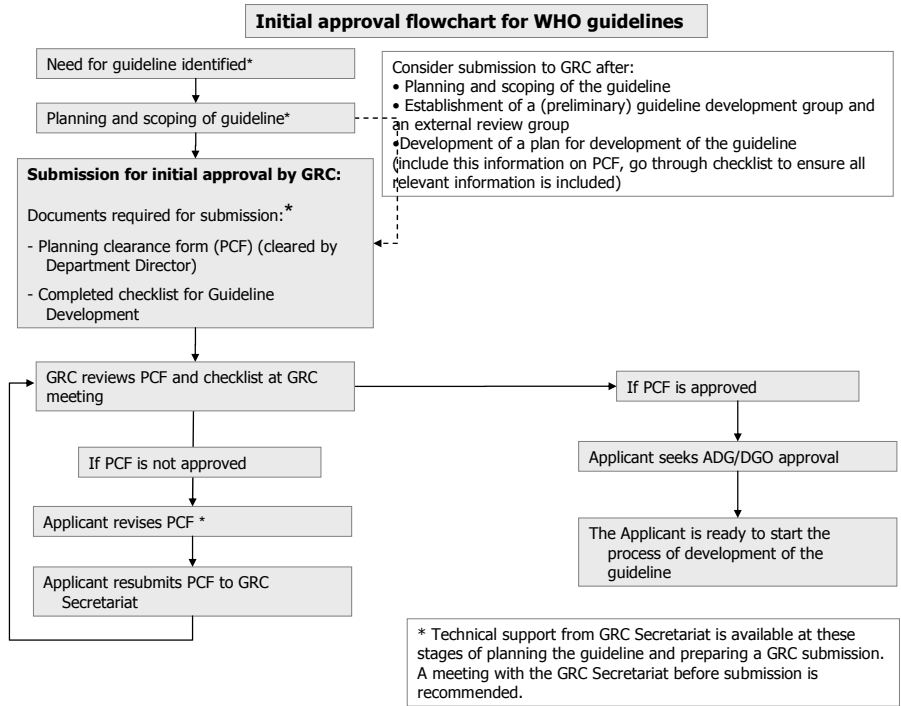 Initial approval flowchart for WHO guidelines
Need for guideline identified*
Planning and scoping of guideline*
Consider submission to GRC after:
• Planning and scoping of the guideline
• Establishment of a (preliminary) guideline development group and
an external review group
•Development of a plan for development of the guideline
(include this information on PCF, go through checklist to ensure all
relevant information is included)
Submission for initial approval by GRC:
Documents required for submission:*
- Planning clearance form (PCF) (cleared by
Department Director)
- Completed checklist for Guideline
Development
GRC reviews PCF and checklist at GRC
meeting
If PCF is not approved
Applicant revises PCF *
Applicant resubmits PCF to GRC
Secretariat
If PCF is approved
Applicant seeks ADG/DGO approval
The Applicant is ready to start the
process of development of the
guideline
* Technical support from GRC Secretariat is available at these
stages of planning the guideline and preparing a GRC submission.
A meeting with the GRC Secretariat before submission is
recommended.